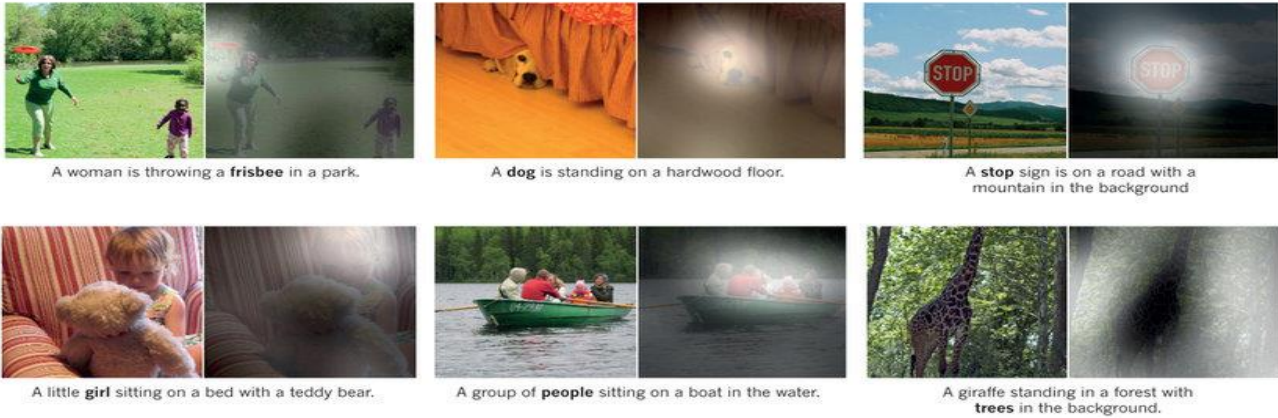 STOP
STOP
A woman is throwing a frisbee in a park.
A dog is standing on a hardwood floor.
A stop sign is on a road with a
mountain in the background
A little girl sitting on a bed with a teddy bear.
A group of people sitting on a boat in the water.
A giraffe standing in a forest with
trees in the background.